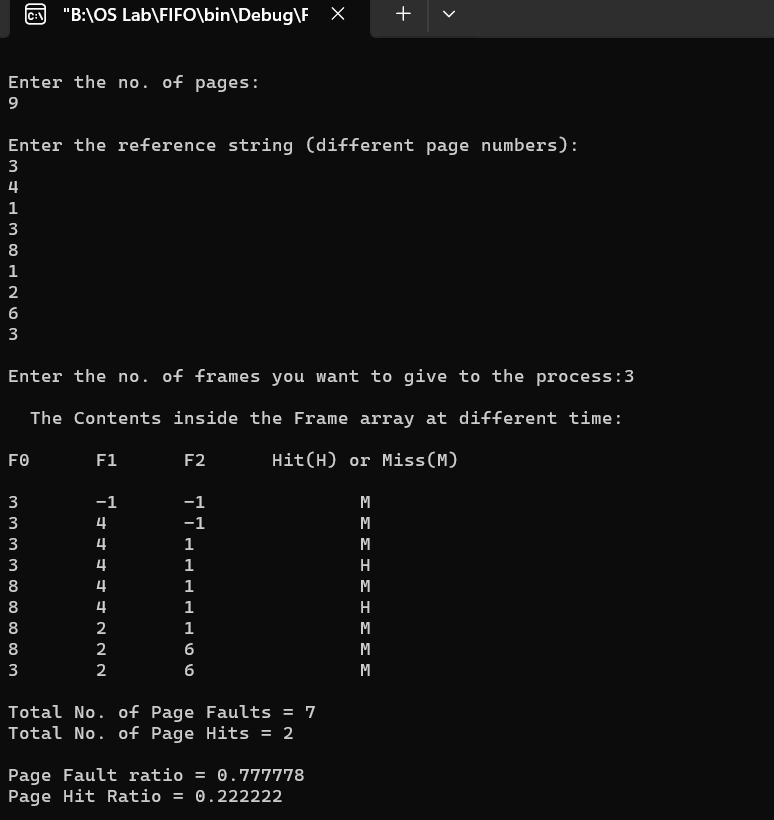 "B:\OS Lab\FIFO\bin\Debug\F
Enter the no. of pages:
9
Enter the reference string (different page numbers):
3
4
1
3
8
1
2
6
3
Enter the no. of frames you want to give to the process:3
The Contents inside the Frame array at different time:
F0 F1 F2 Hit(H) or Miss(M)
3 -1 -1 M
3 4 -1 M
3 4 1 M
3 4 1 H
8 4 1 M
8 4 1 H
8 2 1 M
8 2 6 M
3 2 6 M
Total No. of Page Faults = 7
Total No. of Page Hits = 2
Page Fault ratio = 0.777778
Page Hit Ratio = 0.222222